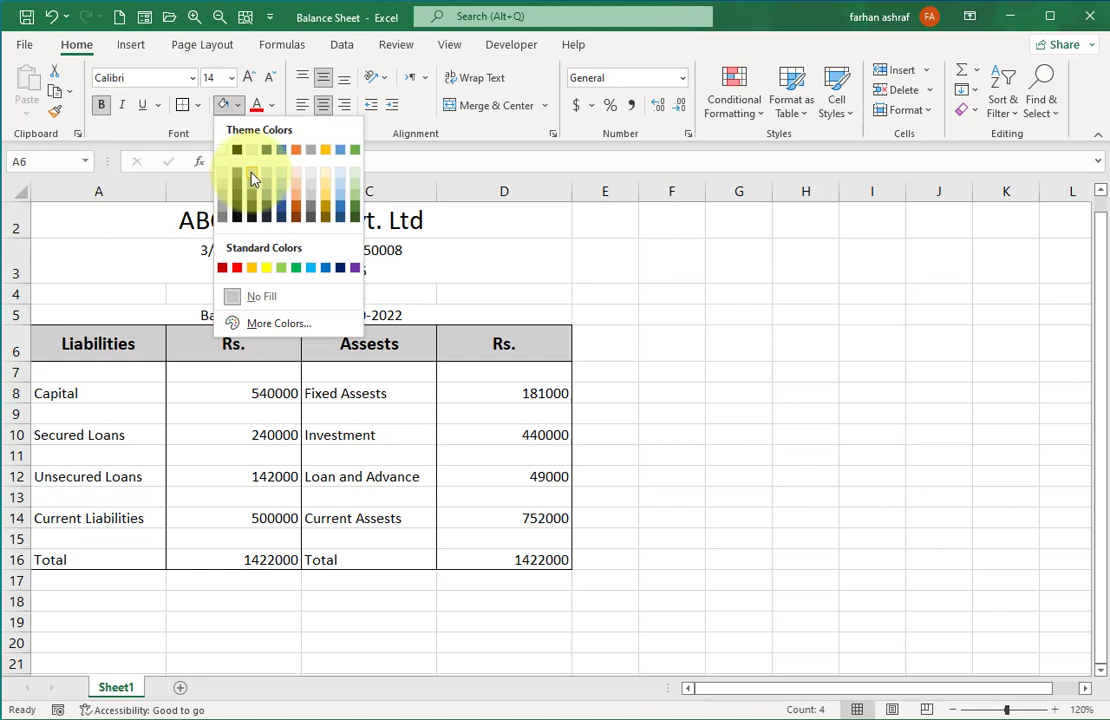 Balance Sheet - Excel
Search (Alt+Q)
farhan ashraf
FA
File Home Insert Page Layout Formulas Data Review View Developer Help
Share
Paste
Calibri
14
Wrap Text
Merge & Center
General
Conditional Formatting
Format as Table
Cell Styles
Insert
Delete
Format
Sort & Filter
Find & Select
Clipboard
Font
Alignment
Number
Styles
Cells
Editing
A6
Theme Colors
Standard Colors
No Fill
More Colors...
A C D E F G H I J K L
2 AB t. Ltd
3 3/ 50008
4
5 Ba -2022
6 Liabilities Rs. Assests Rs.
7
8 Capital 540000 Fixed Assests 181000
9
10 Secured Loans 240000 Investment 440000
11
12 Unsecured Loans 142000 Loan and Advance 49000
13
14 Current Liabilities 500000 Current Assests 752000
15
16 Total 1422000 Total 1422000
17
18
19
20
21
Sheet1
Ready
Accessibility: Good to go
Count: 4
120%